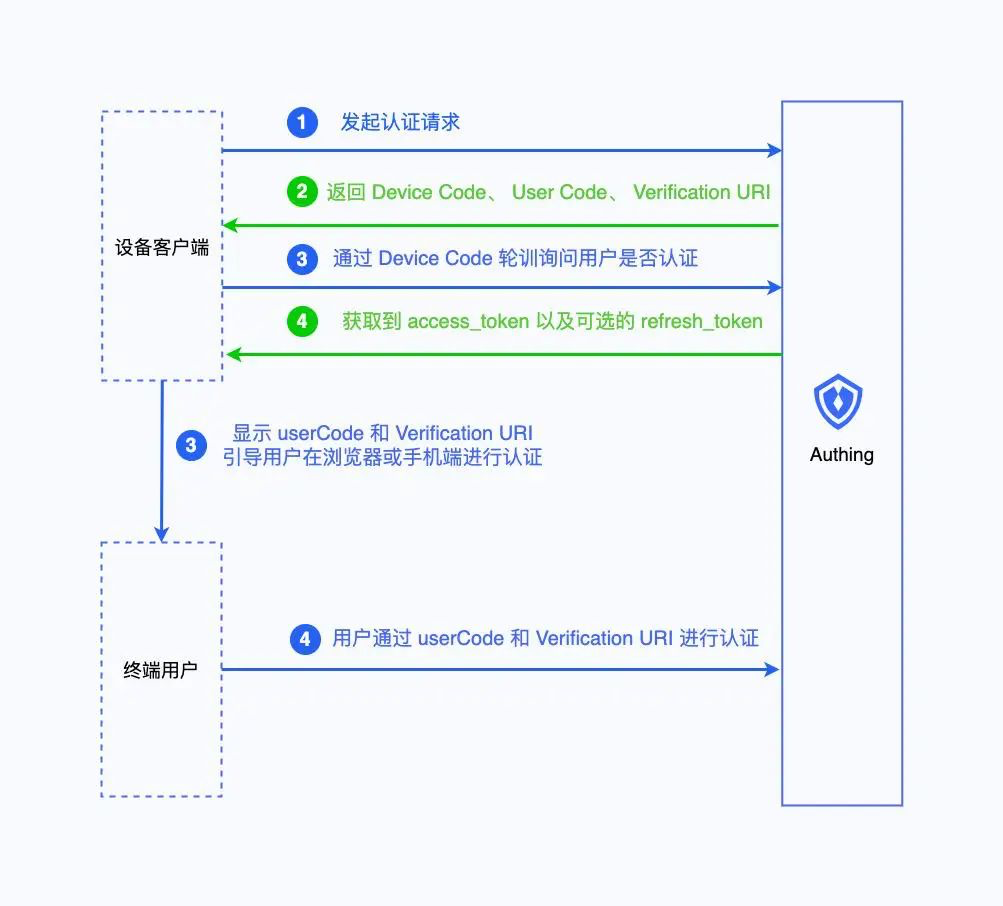 1 发起认证请求
2 返回 Device Code、 User Code、 Verification URI
设备客户端
3 通过 Device Code 轮训询问用户是否认证
4 获取到 access_token 以及可选的 refresh_token
3 显示 userCode 和 Verification URI
引导用户在浏览器或手机端进行认证
Authing
4 用户通过 userCode 和 Verification URI 进行认证
终端用户